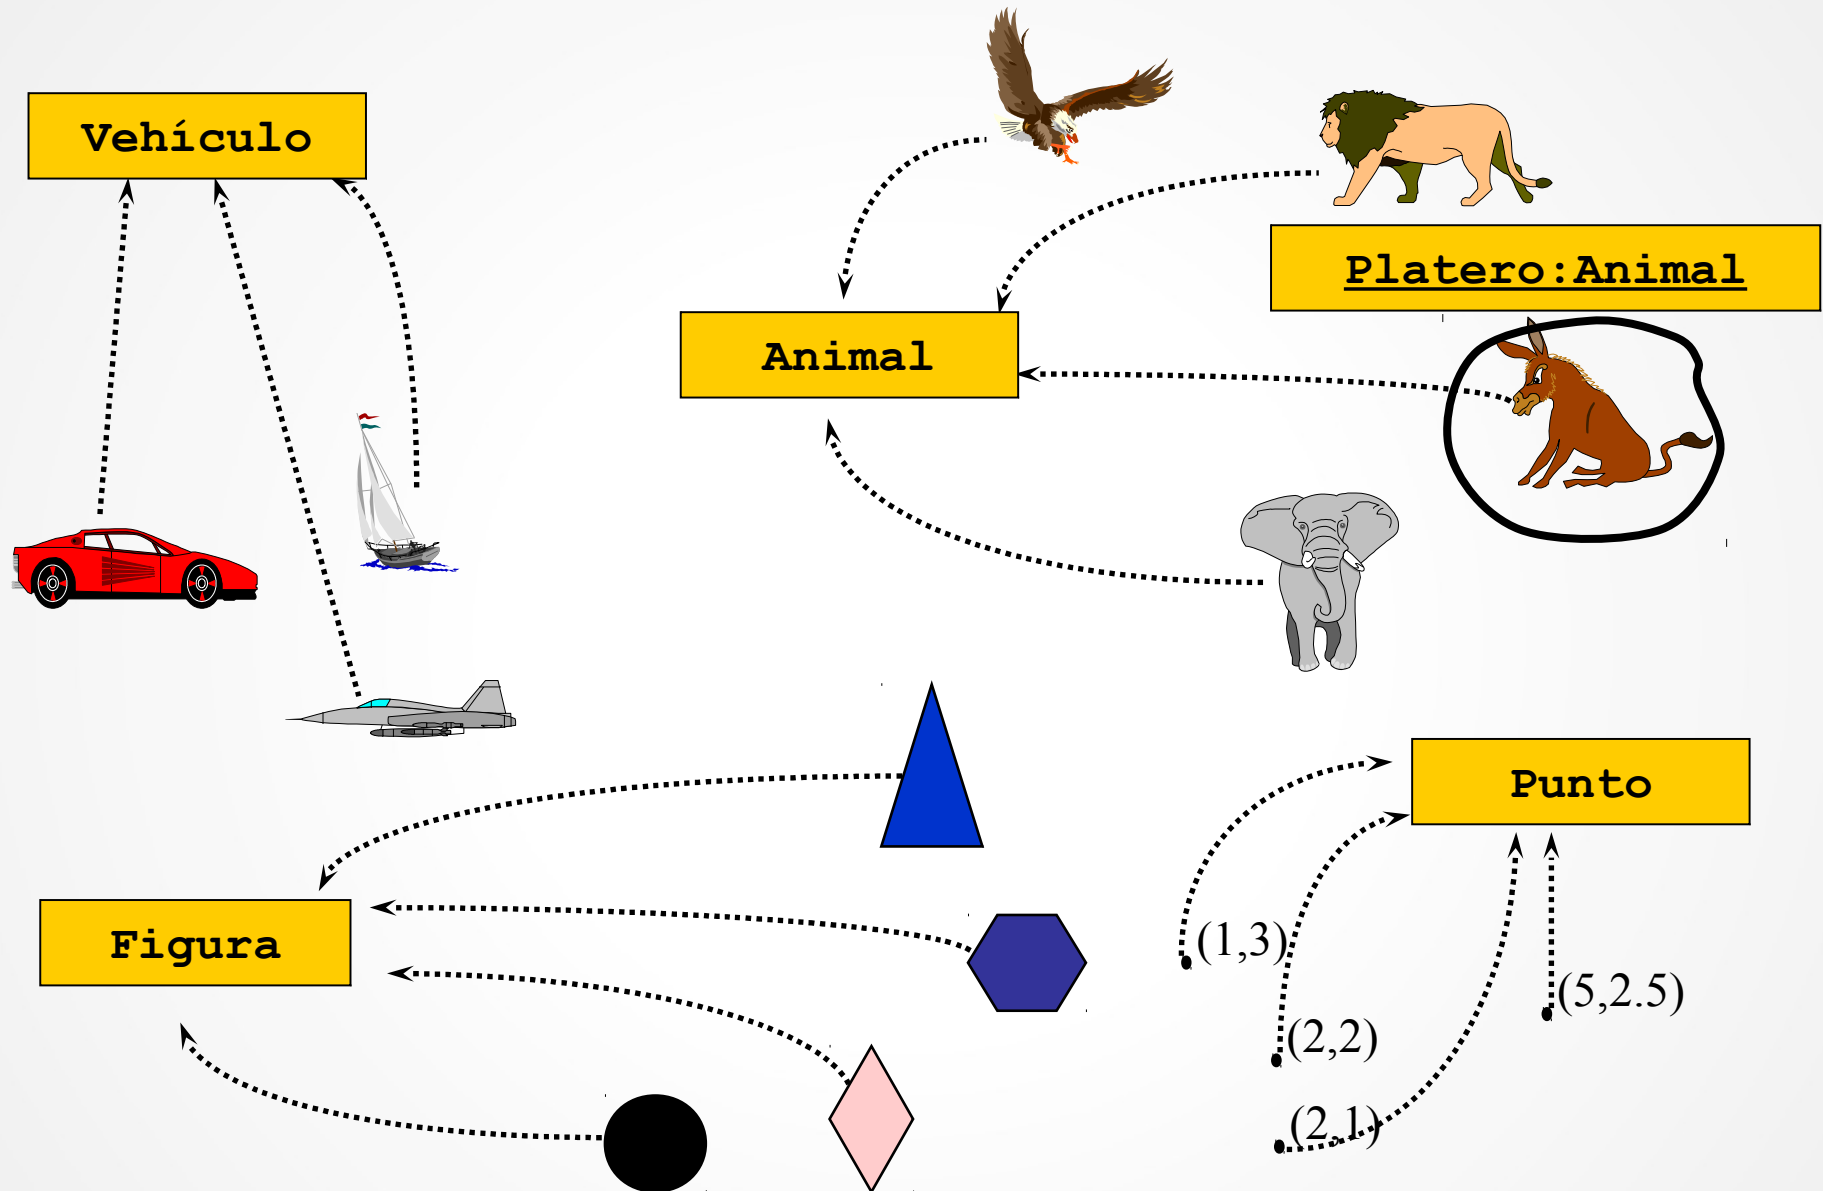 Vehículo
Platero:Animal
Animal
Punto
Figura
(1,3)
(5,2.5)
(2,2)
(2,1)